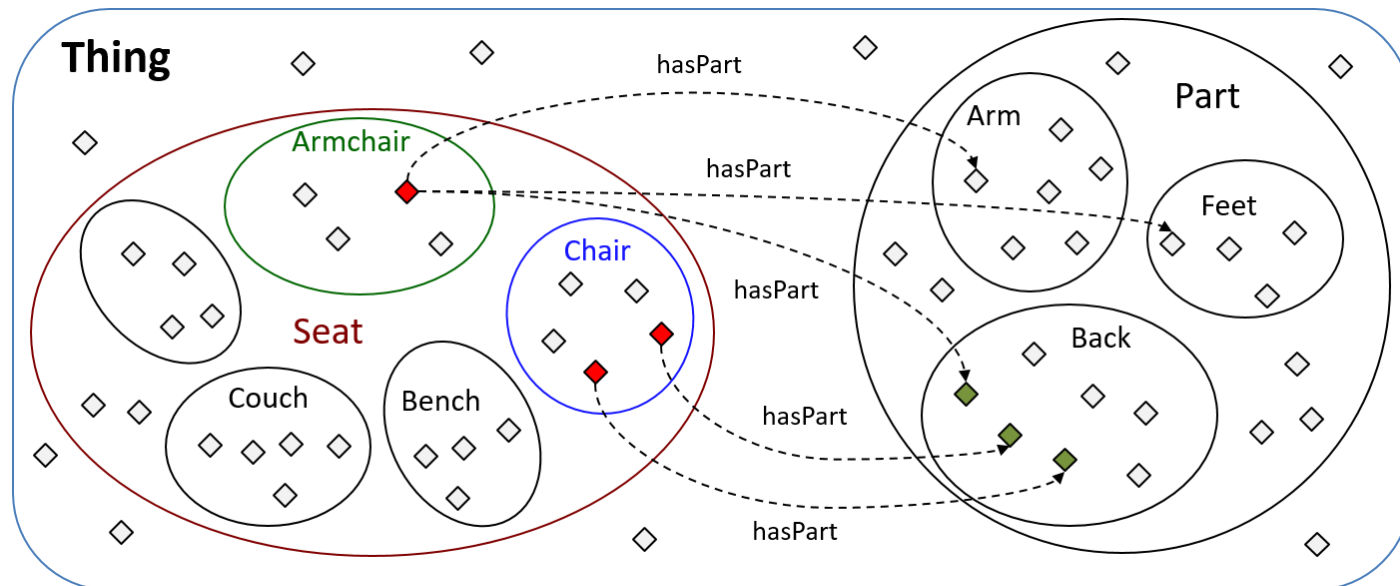 Thing
hasPart
Part
Arm
Armchair
hasPart
Feet
Chair
hasPart
Seat
Back
Couch
Bench
hasPart
hasPart